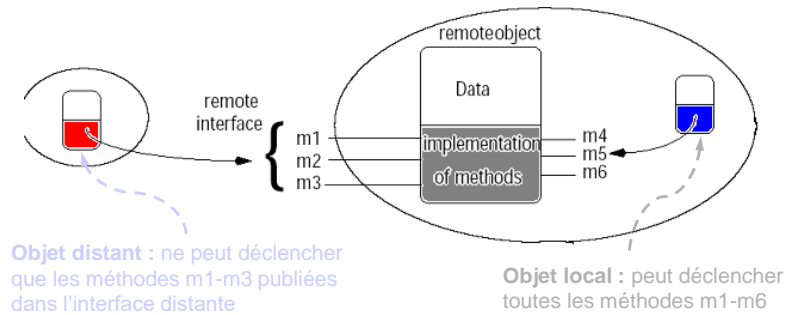 remoteobject
Data
remote
interface
{
m1
m2
m3
implementation
of methods
m4
m5
m6
Objet distant : ne peut déclencher
que les méthodes m1-m3 publiées
dans l'interface distante
Objet local : peut déclencher
toutes les méthodes m1-m6